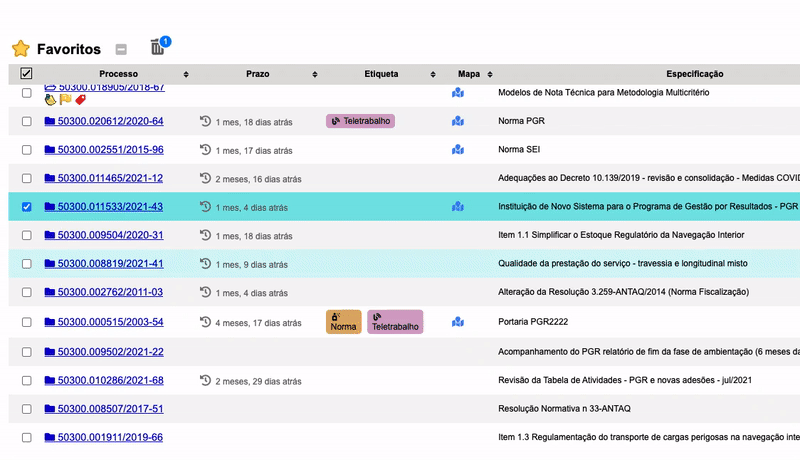 Favoritos 1
Processo Prazo Etiqueta Mapa Especificação
50300.018905/2018-67 Modelos de Nota Técnica para Metodologia Multicritério
50300.020612/2020-64 1 mes, 18 dias atrás Teletrabalho Norma PGR
50300.002551/2015-96 1 mes, 17 dias atrás Norma SEI
50300.011465/2021-12 2 meses, 16 dias atrás Adequações ao Decreto 10.139/2019 - revisão e consolidação - Medidas COVID
50300.011533/2021-43 1 mes, 4 dias atrás Instituição de Novo Sistema para o Programa de Gestão por Resultados - PGR
50300.009504/2020-31 1 mes, 18 dias atrás Item 1.1 Simplificar o Estoque Regulatório da Navegação Interior
50300.008819/2021-41 1 mes, 9 dias atrás Qualidade da prestação do serviço - travessia e longitudinal misto
50300.002762/2011-03 1 mes, 4 dias atrás Alteração da Resolução 3.259-ANTAQ/2014 (Norma Fiscalização)
50300.000515/2003-54 4 meses, 17 dias atrás Norma Teletrabalho Portaria PGR2222
50300.009502/2021-22 Acompanhamento do PGR relatório de fim da fase de ambientação (6 meses da
50300.010286/2021-68 2 meses, 29 dias atrás Revisão da Tabela de Atividades - PGR e novas adesões - jul/2021
50300.008507/2017-51 Resolução Normativa n 33-ANTAQ
50300.001911/2019-66 Item 1.3 Regulamentação do transporte de cargas perigosas na navegação inte